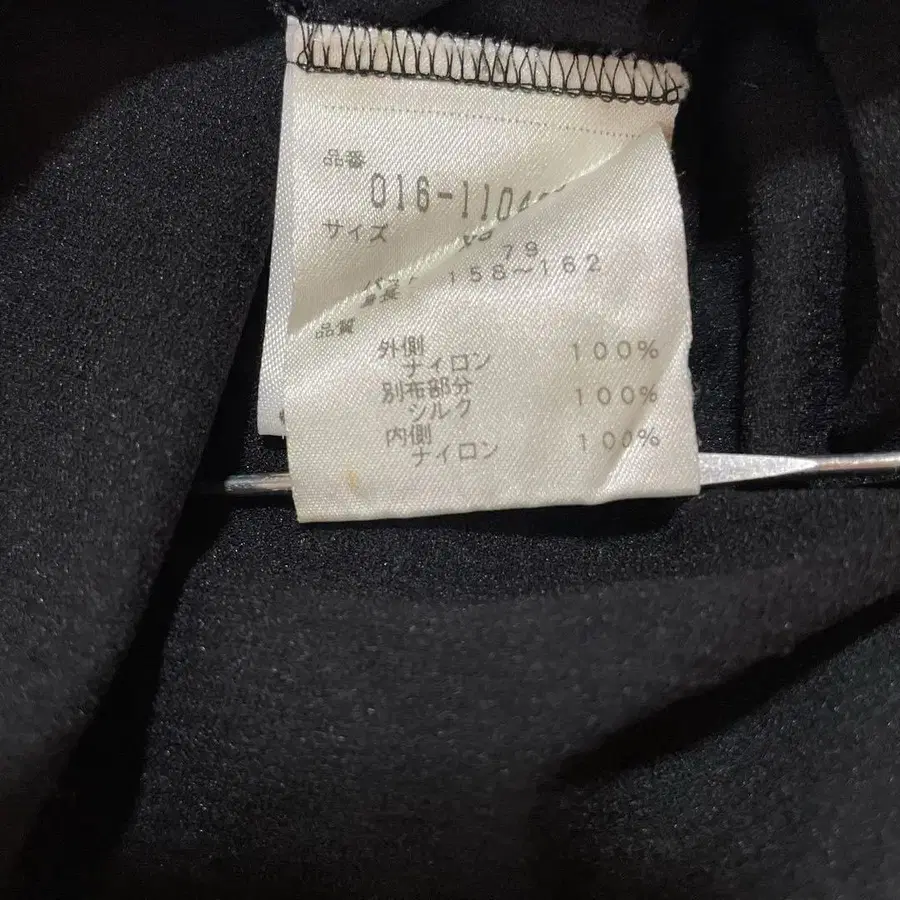 品番
016-1104
サイズ
79
158~162
品質
外側
ナイロン 100%
別布部分
シルク 100%
内側
ナイロン 100%